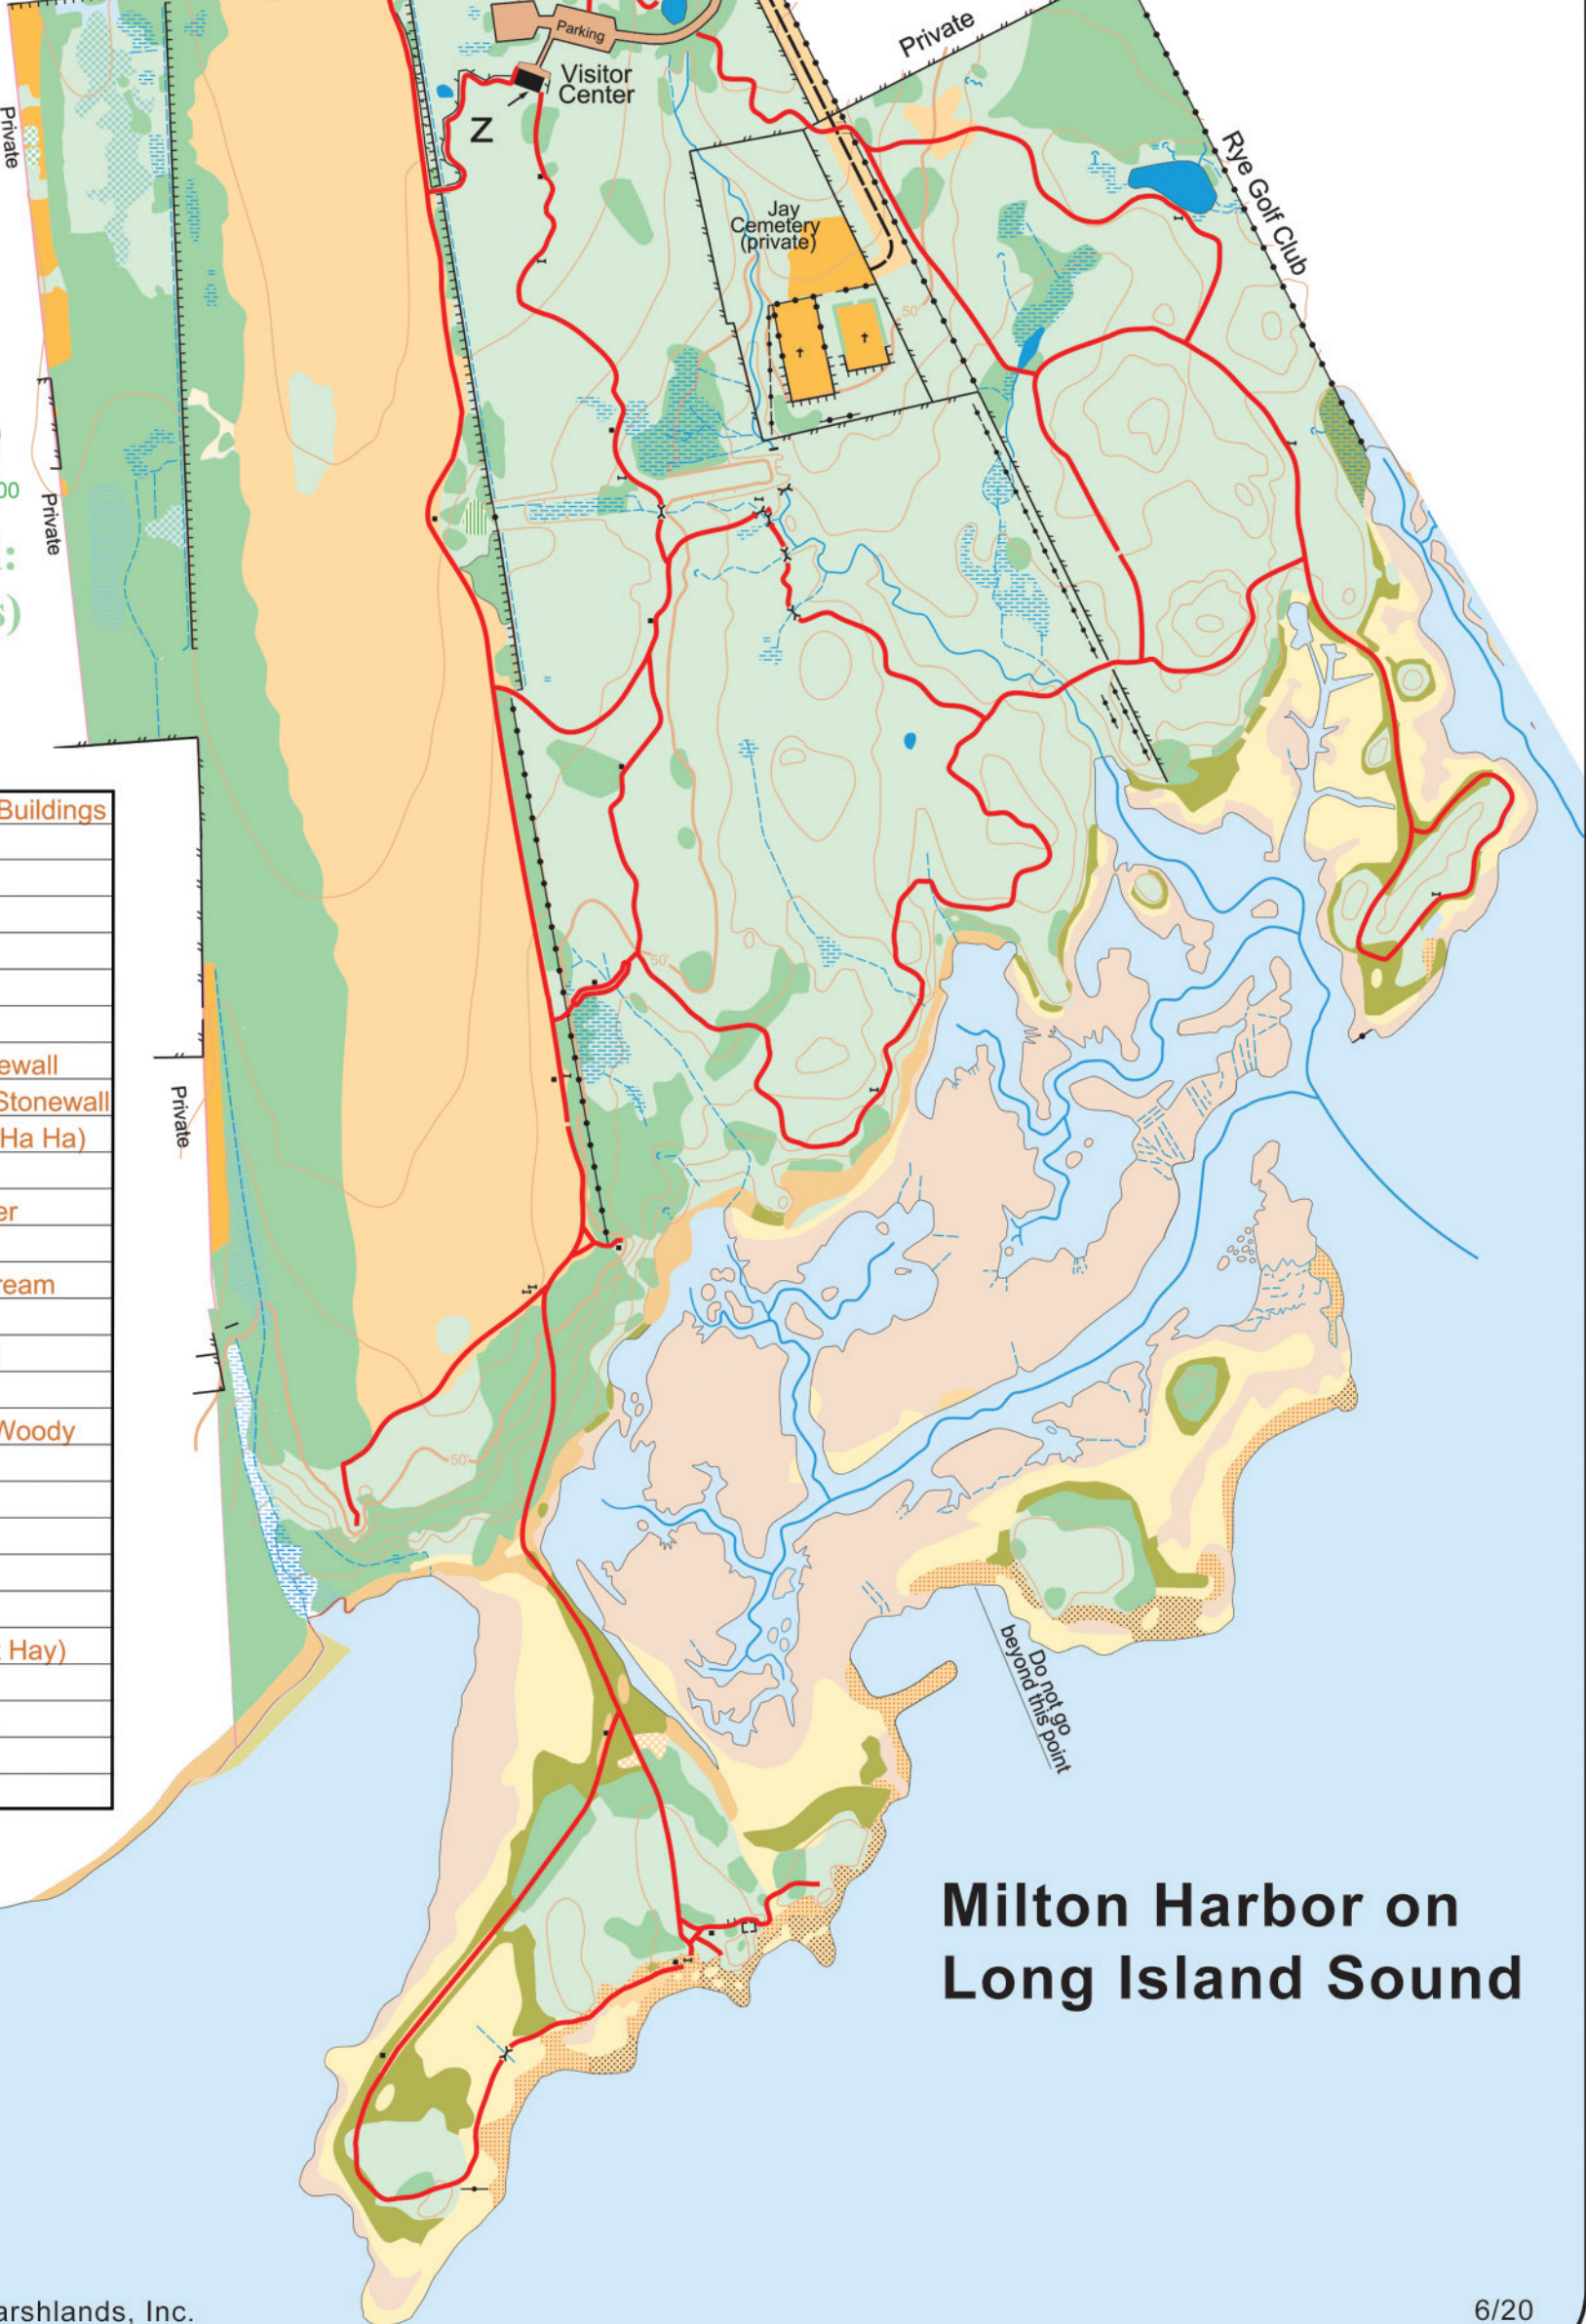 Parking
Visitor
Center
Z
Private
Private
Rye Golf Club
Jay
Cemetery
(private)
50'
Private
00
:
s)
Buildings
50'
ewall
Stonewall
Ha Ha)
Private
er
ream
Woody
50'
Hay)
Do not go
beyond this point
Milton Harbor on
Long Island Sound
arshlands, Inc.
6/20